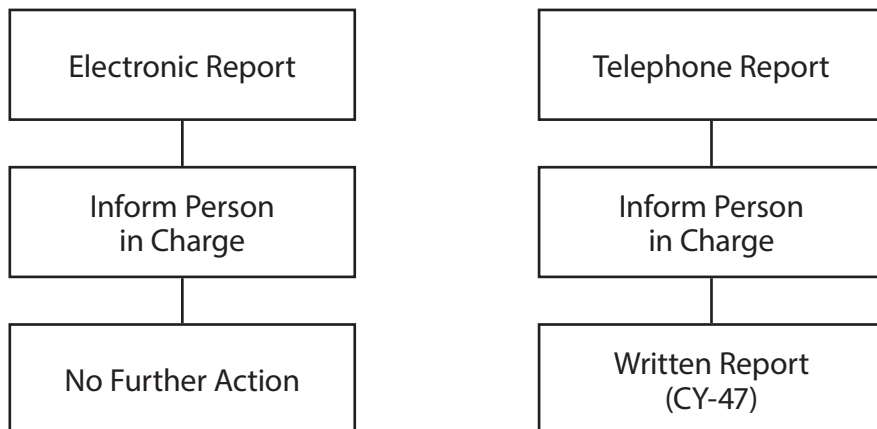 Electronic Report
Inform Person
in Charge
No Further Action
Telephone Report
Inform Person
in Charge
Written Report
(CY-47)